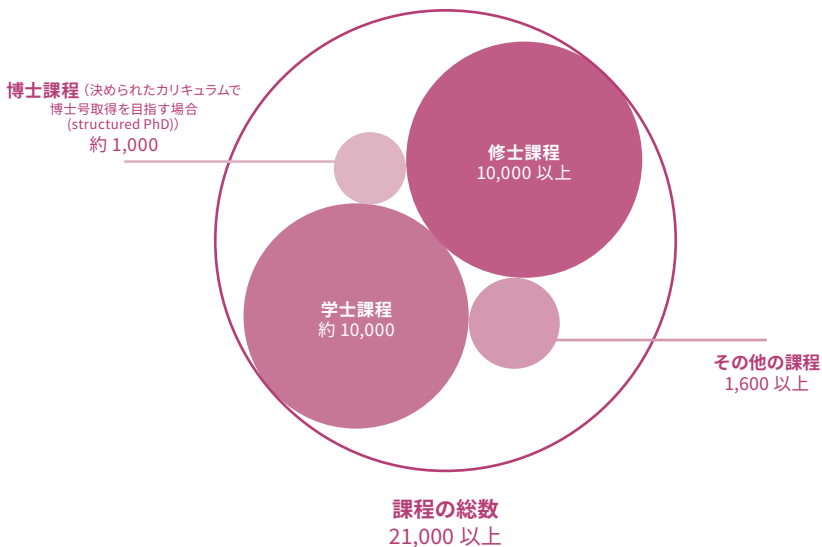 博士課程（決められたカリキュラムで
博士号取得を目指す場合
(structured PhD)）
約 1,000
修士課程
10,000 以上
学士課程
約 10,000
その他の課程
1,600 以上
課程の総数
21,000 以上